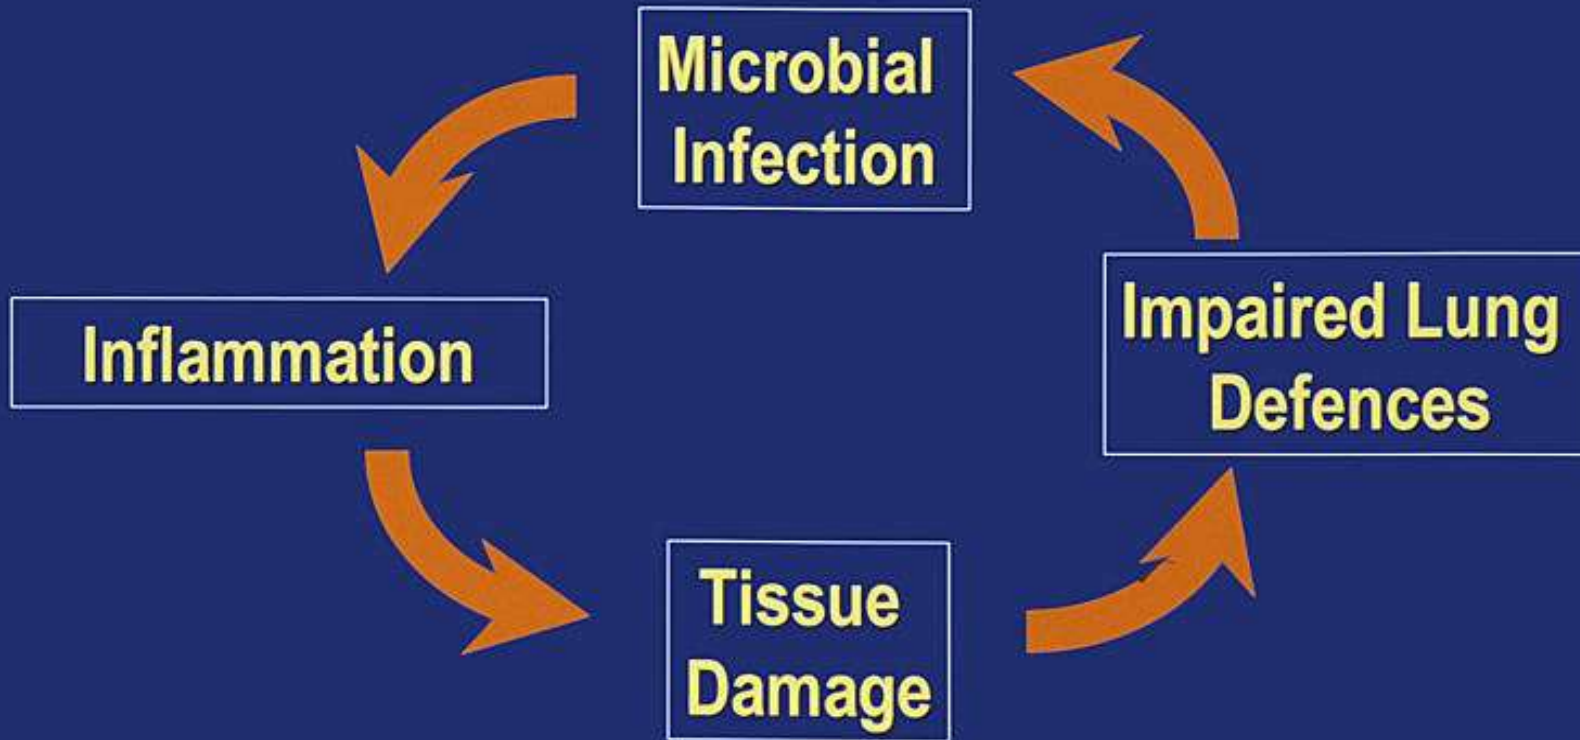 Microbial
Infection
Inflammation
Impaired Lung
Defences
Tissue
Damage